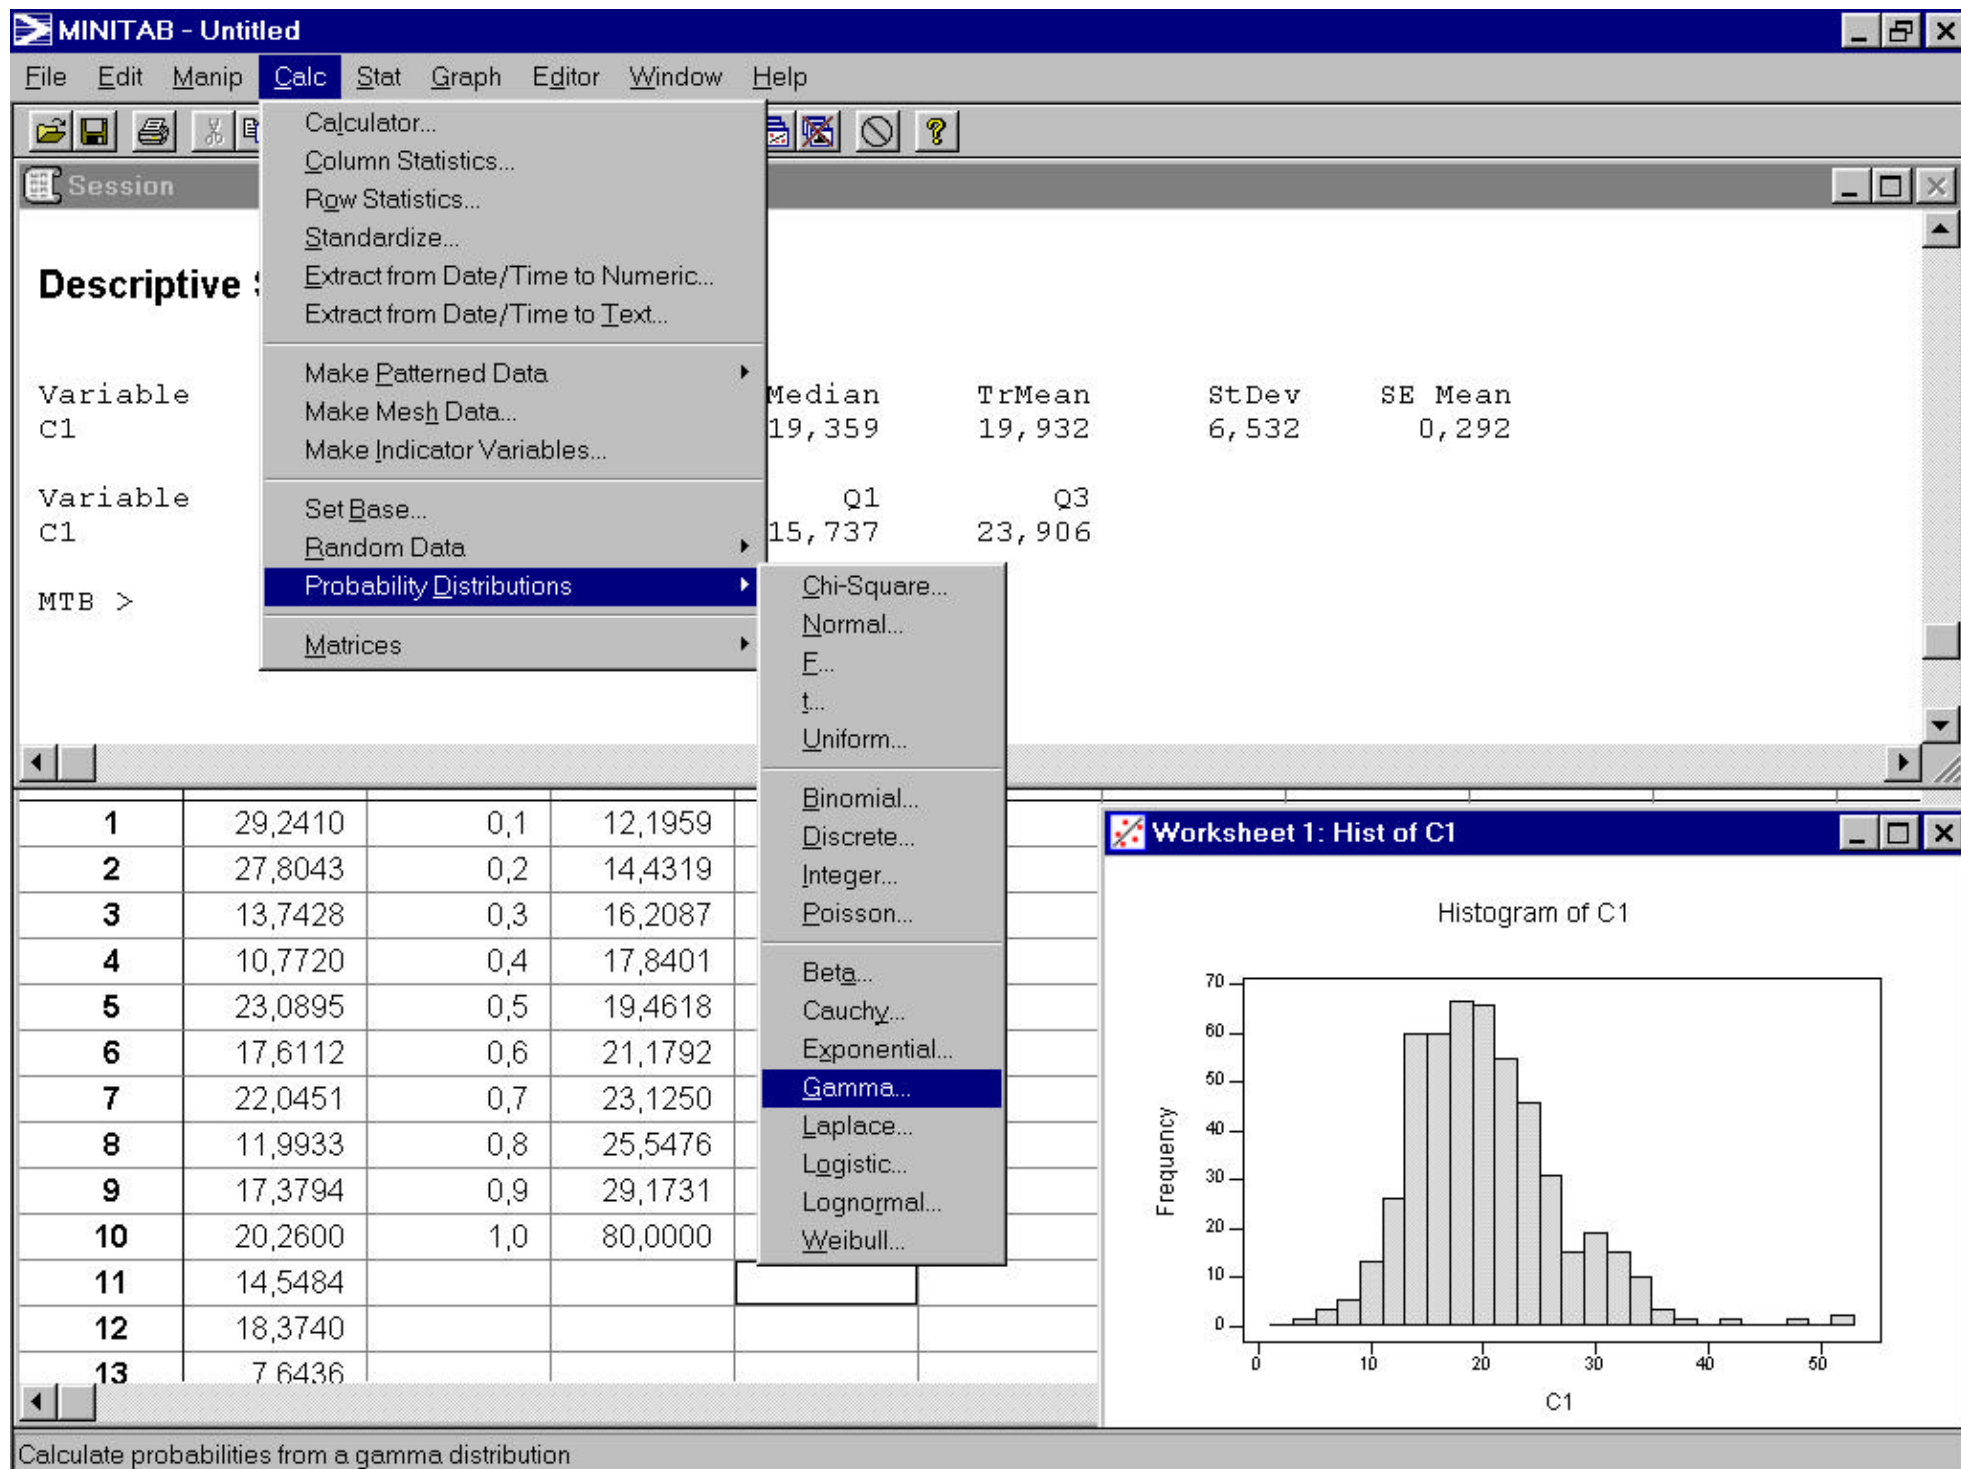 MINITAB - Untitled
File Edit Manip Calc Stat Graph Editor Window Help
Calculator...
Column Statistics...
Row Statistics...
Standardize...
Extract from Date/Time to Numeric...
Extract from Date/Time to Text...
Make Patterned Data
Make Mesh Data...
Make Indicator Variables...
Set Base...
Random Data
Probability Distributions
Matrices
Chi-Square...
Normal...
F...
t...
Uniform...
Binomial...
Discrete...
Integer...
Poisson...
Beta...
Cauchy...
Exponential...
Gamma...
Laplace...
Logistic...
Lognormal...
Weibull...
Session
Descriptive
Variable Median TrMean StDev SE Mean
C1 19,359 19,932 6,532 0,292
Variable Q1 Q3
C1 15,737 23,906
MTB >
1 29,2410 0,1 12,1959
2 27,8043 0,2 14,4319
3 13,7428 0,3 16,2087
4 10,7720 0,4 17,8401
5 23,0895 0,5 19,4618
6 17,6112 0,6 21,1792
7 22,0451 0,7 23,1250
8 11,9933 0,8 25,5476
9 17,3794 0,9 29,1731
10 20,2600 1,0 80,0000
11 14,5484
12 18,3740
13 7,6436
Worksheet 1: Hist of C1
Histogram of C1
70
60
50
40
30
20
10
0
Frequency
0 10 20 30 40 50
C1
Calculate probabilities from a gamma distribution